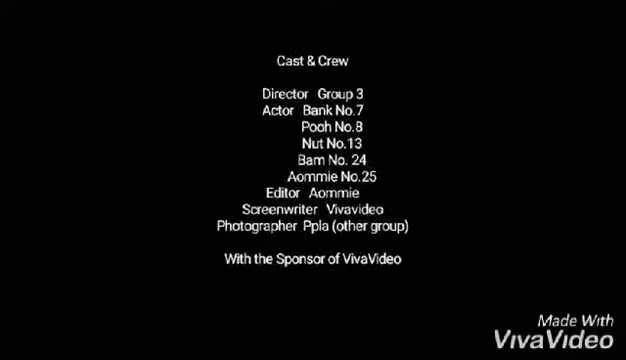 Cast & Crew
Director Group 3
Actor Bank No.7
Pooh No.8
Nut No.13
Bam No. 24
Aommie No.25
Editor Aommie
Screenwriter Vivavideo
Photographer Ppla (other group)
With the Sponsor of VivaVideo
Made With
VivaVideo